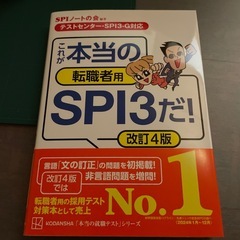 SPIノートの会 編著
テストセンター・SPI3-G対応
これが
本当の
転職者用
SPI3だ!
改訂4版
言語「文の訂正」の問題を初掲載!
非言語問題を増問!
改訂4版
では
転職者用の採用テスト
対策本として売上
No.1
KODANSHA 「本当の就職テスト」シリーズ